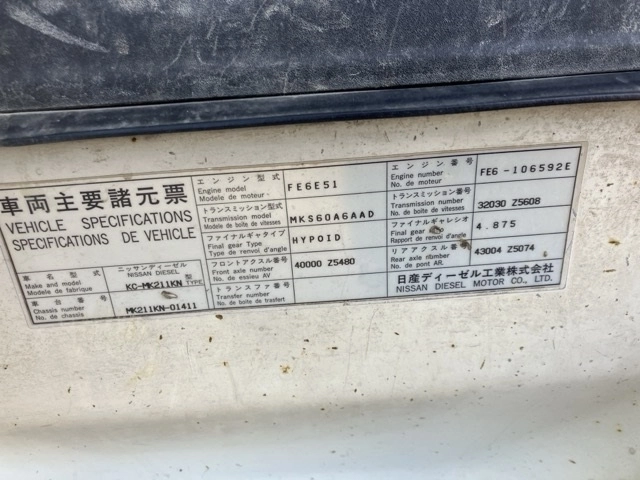 車両主要諸元票
VEHICLE SPECIFICATIONS
SPECIFICATIONS DE VEHICLE
車名 型式 ニッサンディーゼル
Make and model NISSAN DIESEL 型
Modèle de fabrique KC-MK211KN TYPE
車台番号
Chassis number
No. de chassis MK211KN-01411
エンジン型式
Engine model FE6E51
Modèle de moteur
トランスミッション型式
Transmission model MKS60A6AAD
Modèle de boîte de vitesses
ファイナルギャタイプ
Final gear Type HYPOID
Type de renvoi d'angle
フロントアクスル番号
Front axle number 40000 Z5480
No. de essieu AV
トランスファ番号
Transfer number
No. de boîte de trasfert
エンジン番号
Engine number FE6 -106592E
No. de moteur
トランスミッション番号
Transmission number 32030 Z5608
No. de boîte de vitesses
ファイナルギャレシオ
Final gear ratio 4.875
Rapport de renvoi d'angle
リアアクスル番号
Rear axle number 43004 Z5074
No. de pont AR.
日産ディーゼル工業株式会社
NISSAN DIESEL MOTOR CO., LTD.